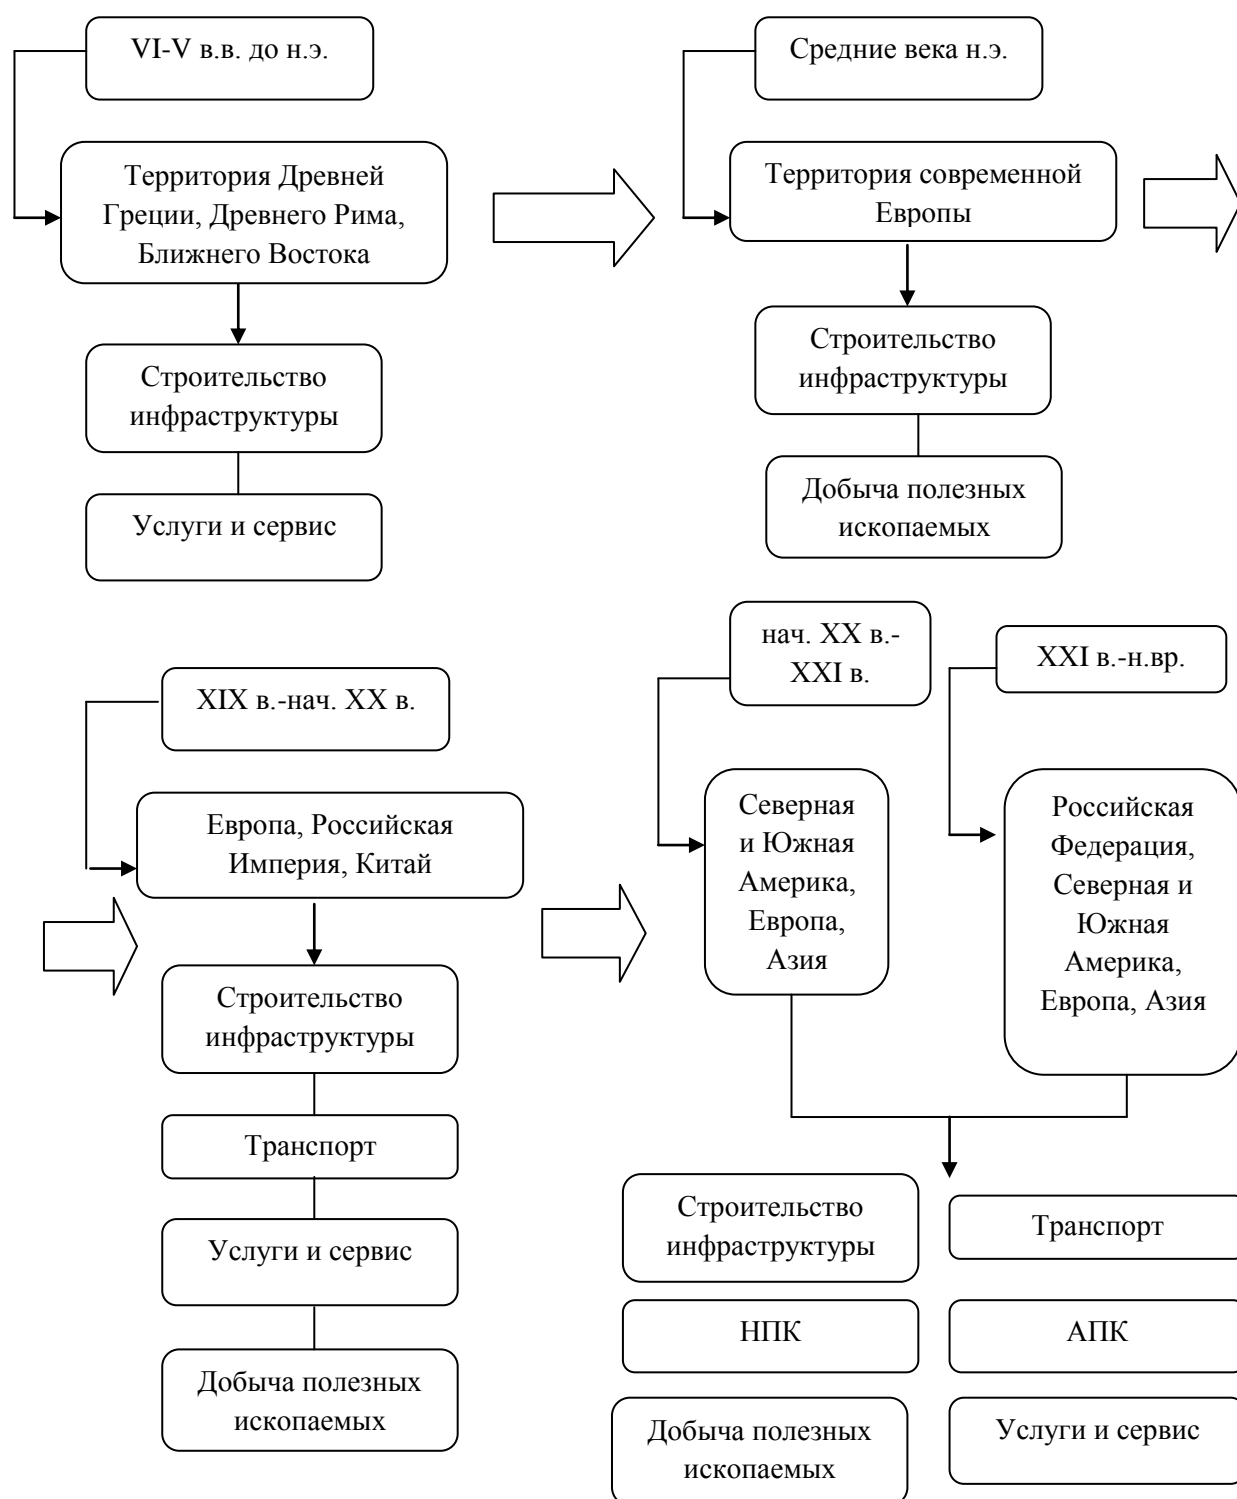 VI-V в.в. до н.э.
Территория Древней
Греции, Древнего Рима,
Ближнего Востока
Строительство
инфраструктуры
Услуги и сервис
Средние века н.э.
Территория современной
Европы
Строительство
инфраструктуры
Добыча полезных
ископаемых
XIX в.-нач. XX в.
Европа, Российская
Империя, Китай
Строительство
инфраструктуры
Транспорт
Услуги и сервис
Добыча полезных
ископаемых
нач. XX в.-
XXI в.
Северная
и Южная
Америка,
Европа,
Азия
XXI в.-н.вр.
Российская
Федерация,
Северная и
Южная
Америка,
Европа, Азия
Строительство
инфраструктуры
Транспорт
НПК
АПК
Добыча полезных
ископаемых
Услуги и сервис